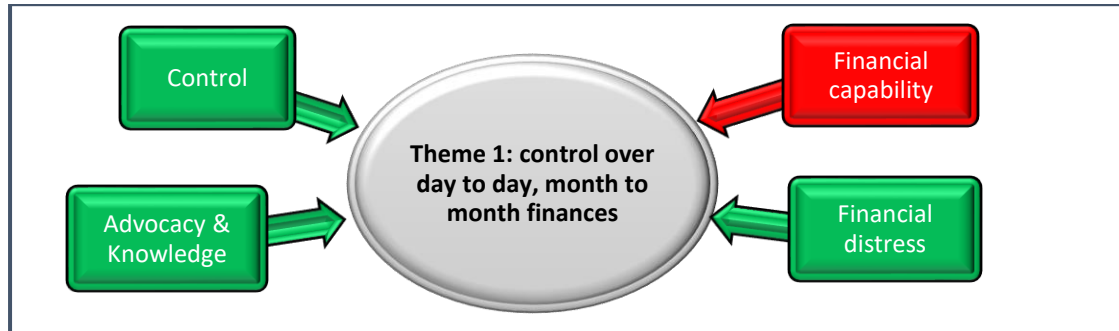 Control
Financial
capability
Theme 1: control over
day to day, month to
month finances
Advocacy &
Knowledge
Financial
distress